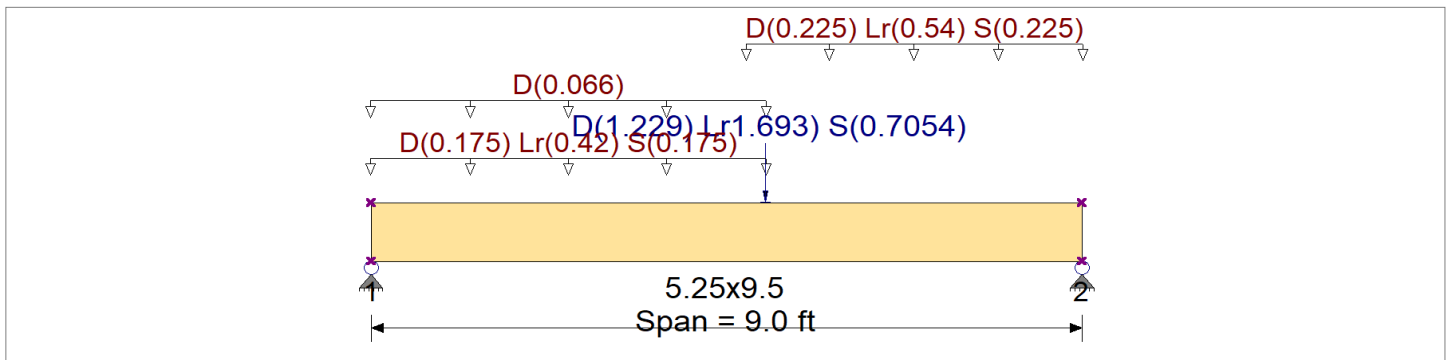 D(0.225) Lr(0.54) S(0.225)
D(0.066)
D(1.229) Lr1.693) S(0.7054)
D(0.175) Lr(0.42) S(0.175)
1
5.25x9.5
2
Span = 9.0 ft